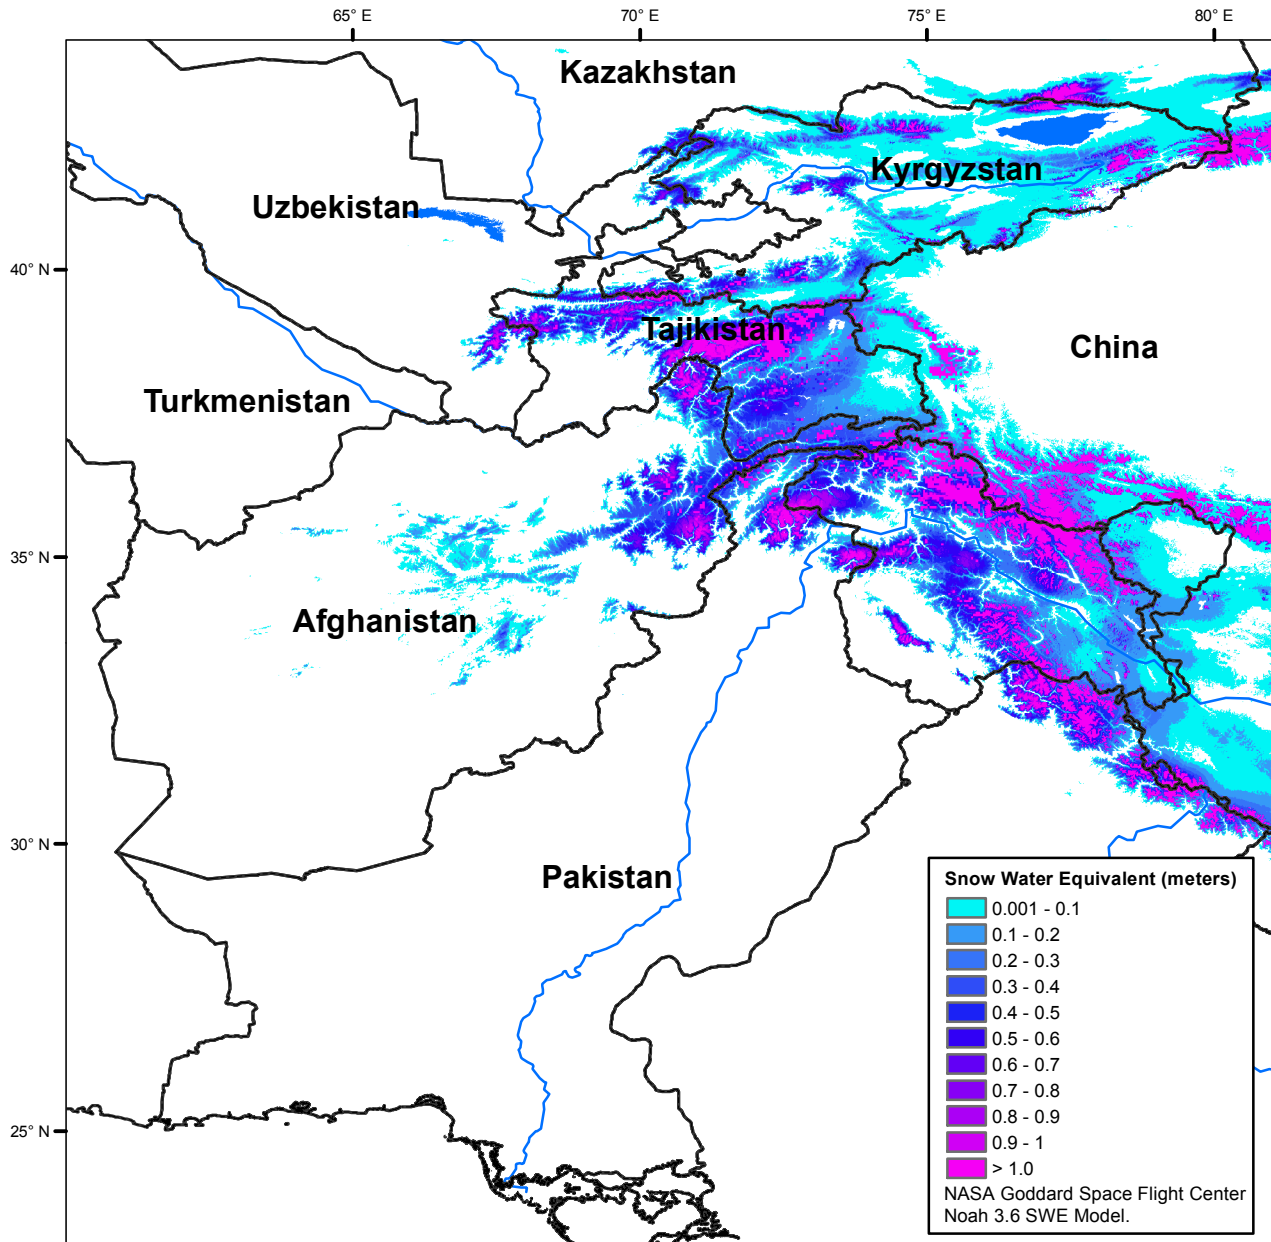 65° E
70° E
75° E
80° E
Kazakhstan
Kyrgyzstan
Uzbekistan
40° N
Tajikistan
China
Turkmenistan
35° N
Afghanistan
30° N
Pakistan
25° N
Snow Water Equivalent (meters)
0.001 - 0.1
0.1 - 0.2
0.2 - 0.3
0.3 - 0.4
0.4 - 0.5
0.5 - 0.6
0.6 - 0.7
0.7 - 0.8
0.8 - 0.9
0.9 - 1
> 1.0
NASA Goddard Space Flight Center
Noah 3.6 SWE Model.